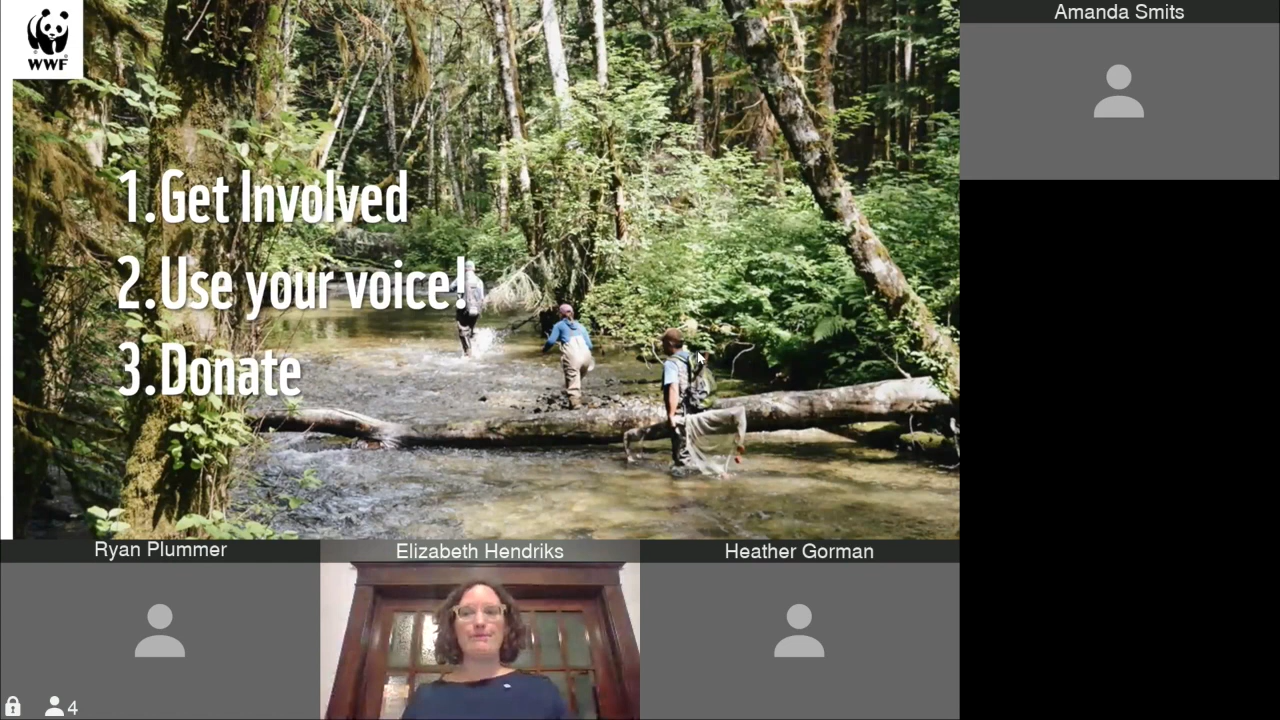 WWF
Amanda Smits
1.Get Involved
2.Use your voice!
3.Donate
Ryan Plummer
Elizabeth Hendriks
Heather Gorman
4